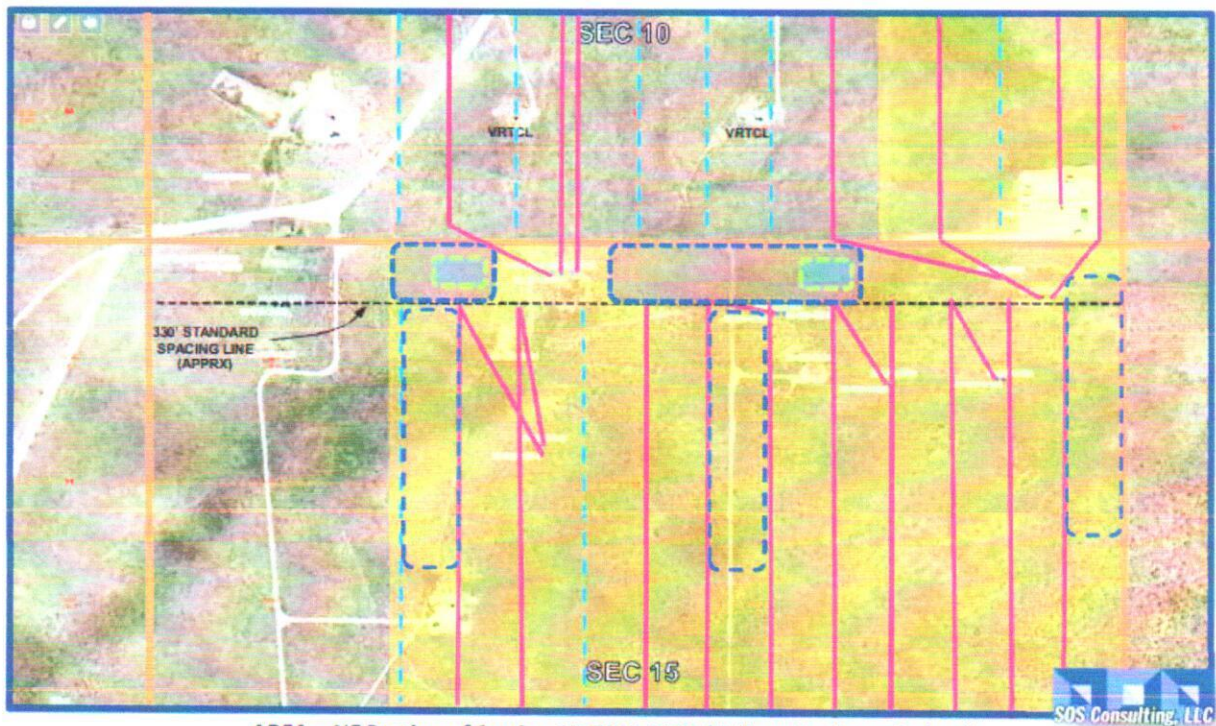 SEC 10
VRTCL
VRTCL
330' STANDARD
SPACING LINE
(APPRX)
SEC 15
SOS Consulting, LLC